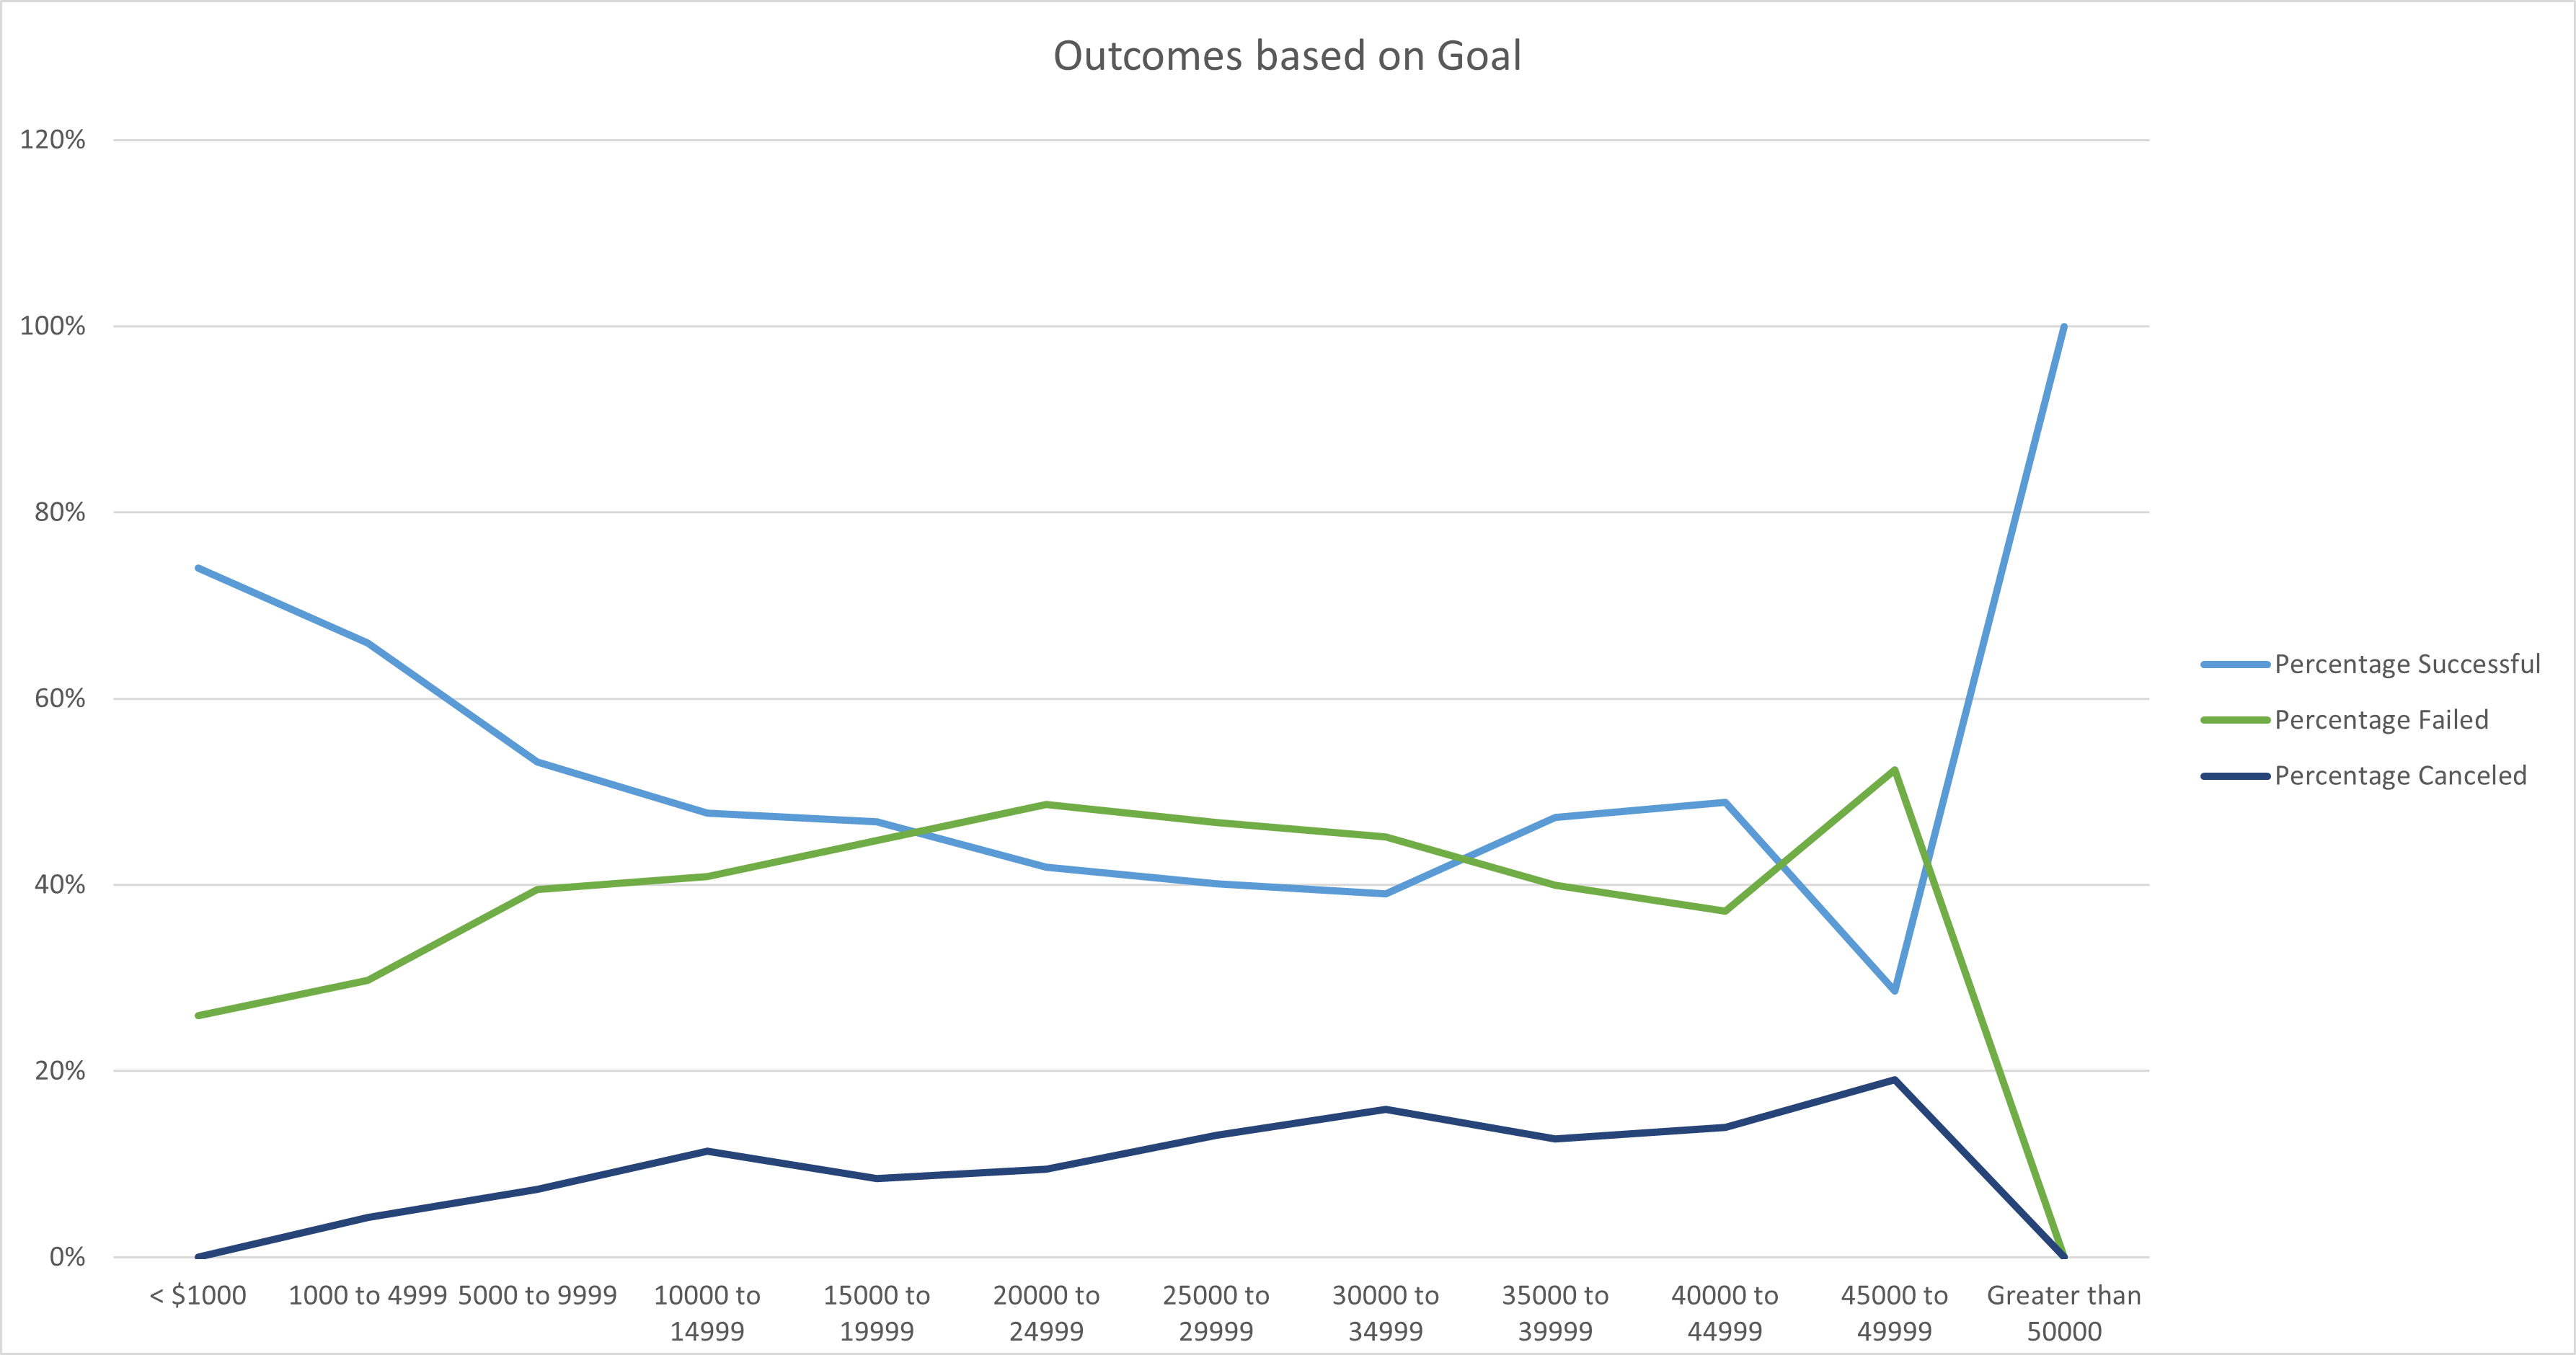 Outcomes based on Goal
120%
100%
80%
60%
40%
20%
0%
< $1000
1000 to 4999
5000 to 9999
10000 to
14999
15000 to
19999
20000 to
24999
25000 to
29999
30000 to
34999
35000 to
39999
40000 to
44999
45000 to
49999
Greater than
50000
Percentage Successful
Percentage Failed
Percentage Canceled